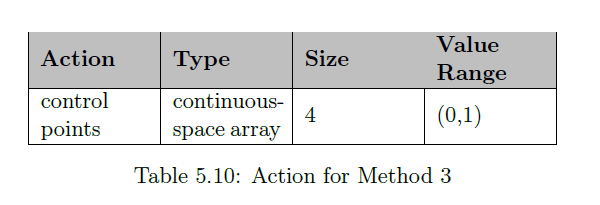 Action Type Size Value Range
control points continuous-space array 4 (0,1)
Table 5.10: Action for Method 3